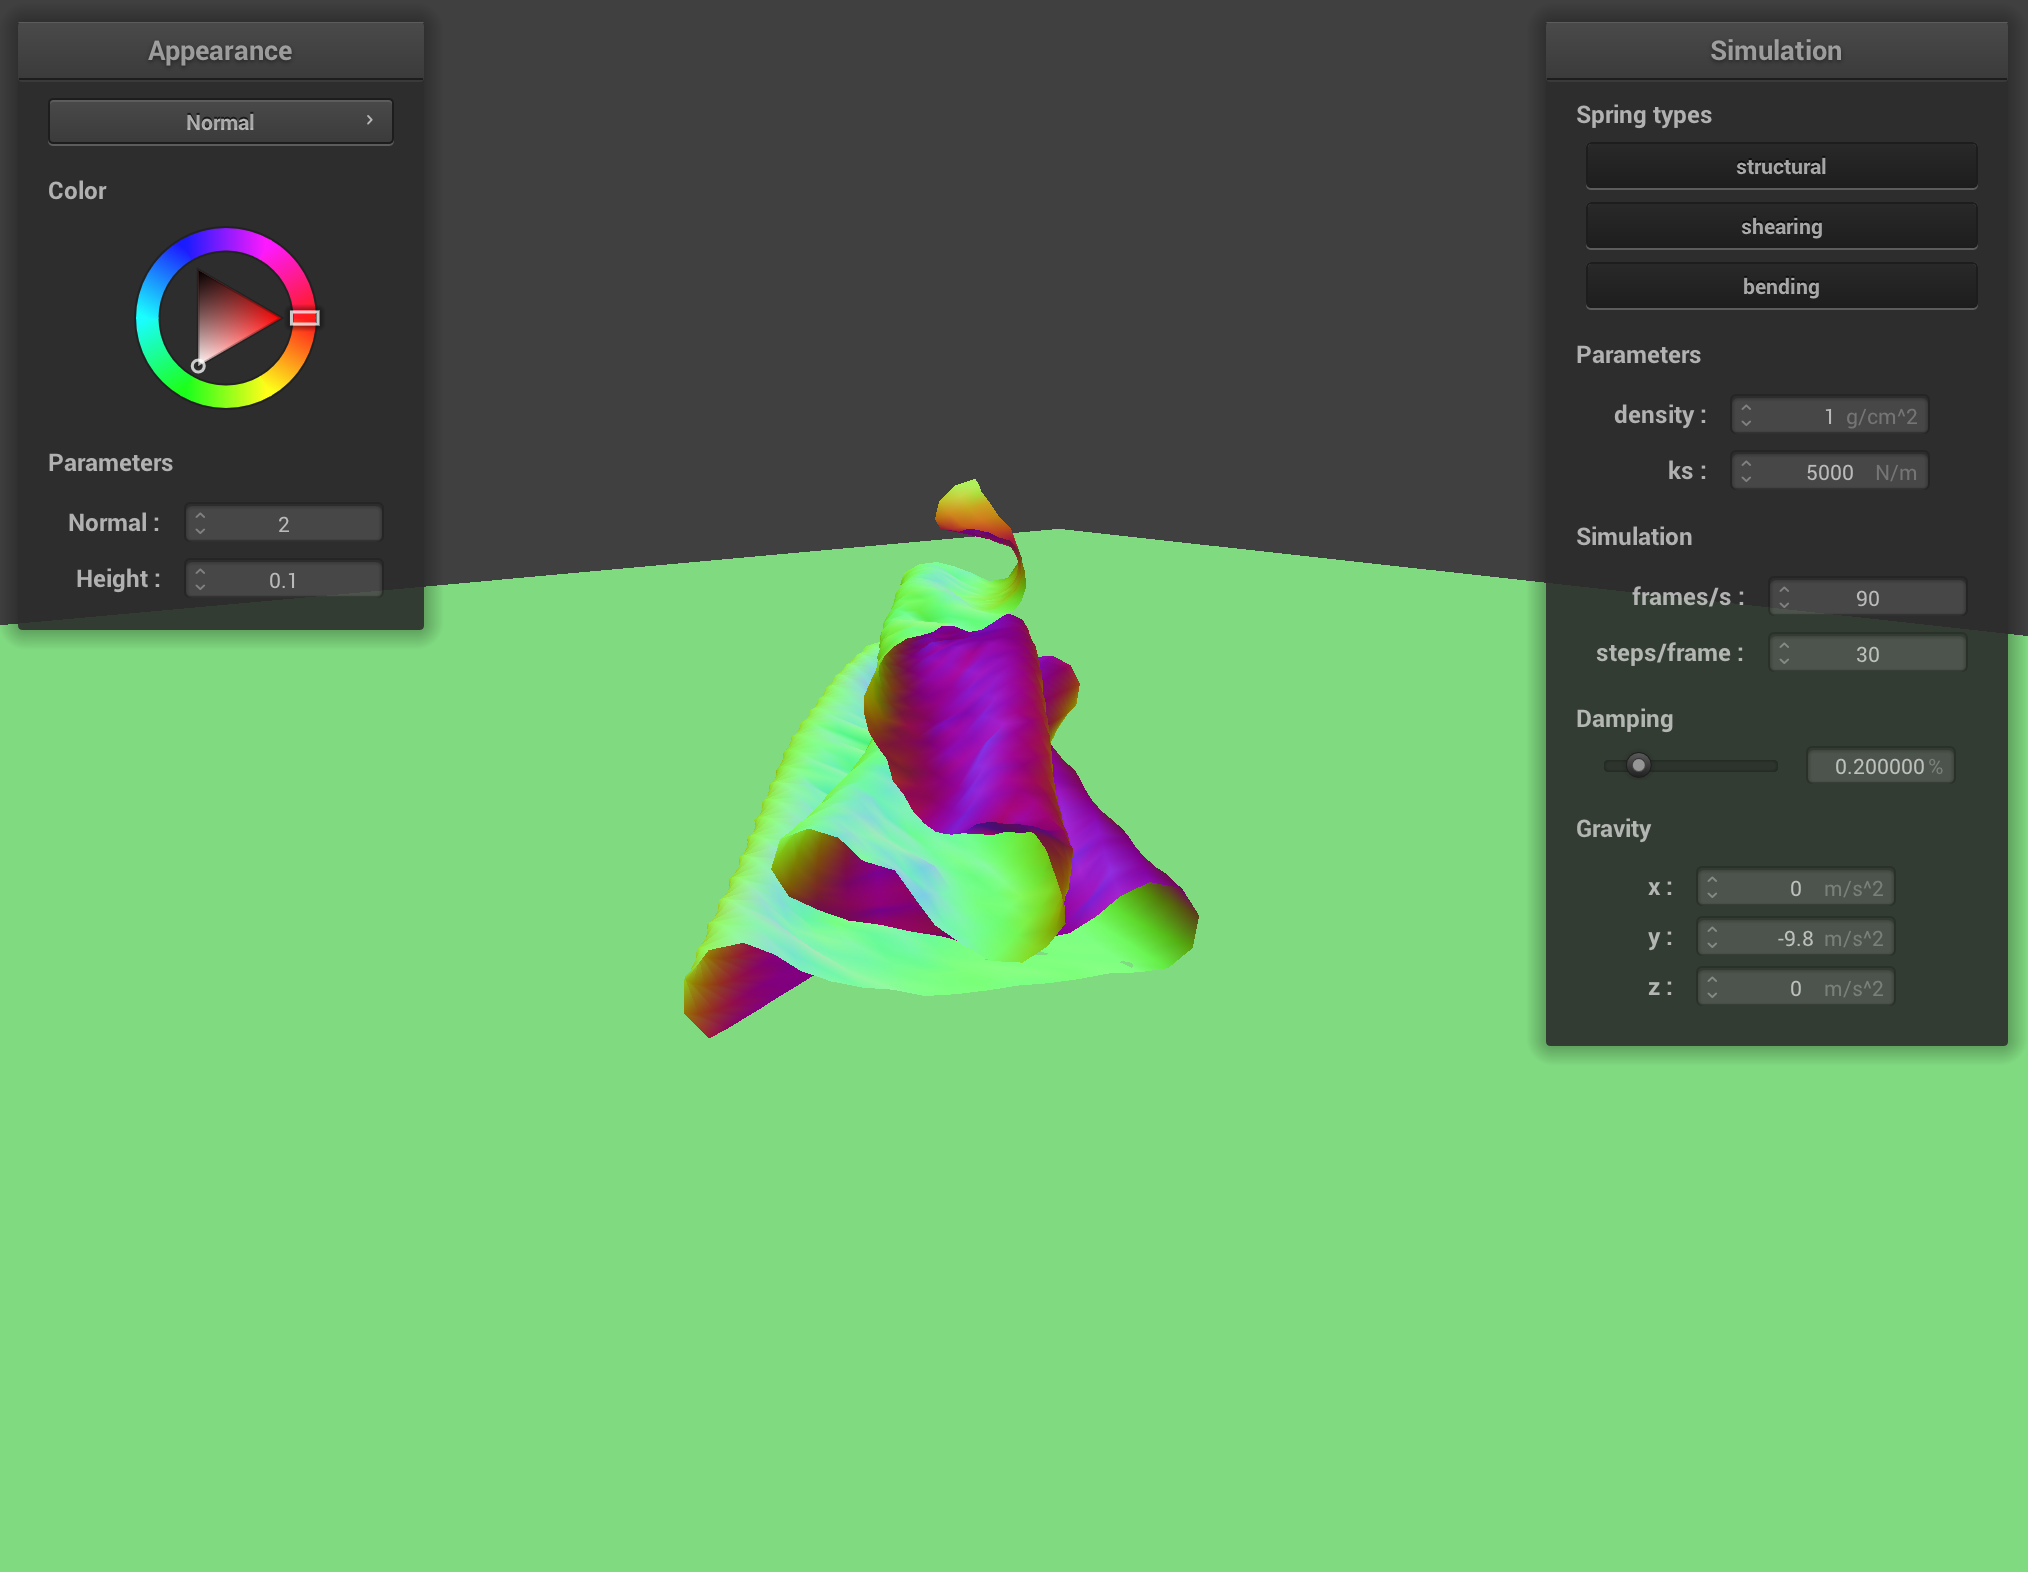 Appearance
Normal
Color
Parameters
Normal : 2
Height : 0.1
Simulation
Spring types
structural
shearing
bending
Parameters
density : 1 g/cm^2
ks : 5000 N/m
Simulation
frames/s : 90
steps/frame : 30
Damping
0.200000 %
Gravity
x : 0 m/s^2
y : -9.8 m/s^2
z : 0 m/s^2